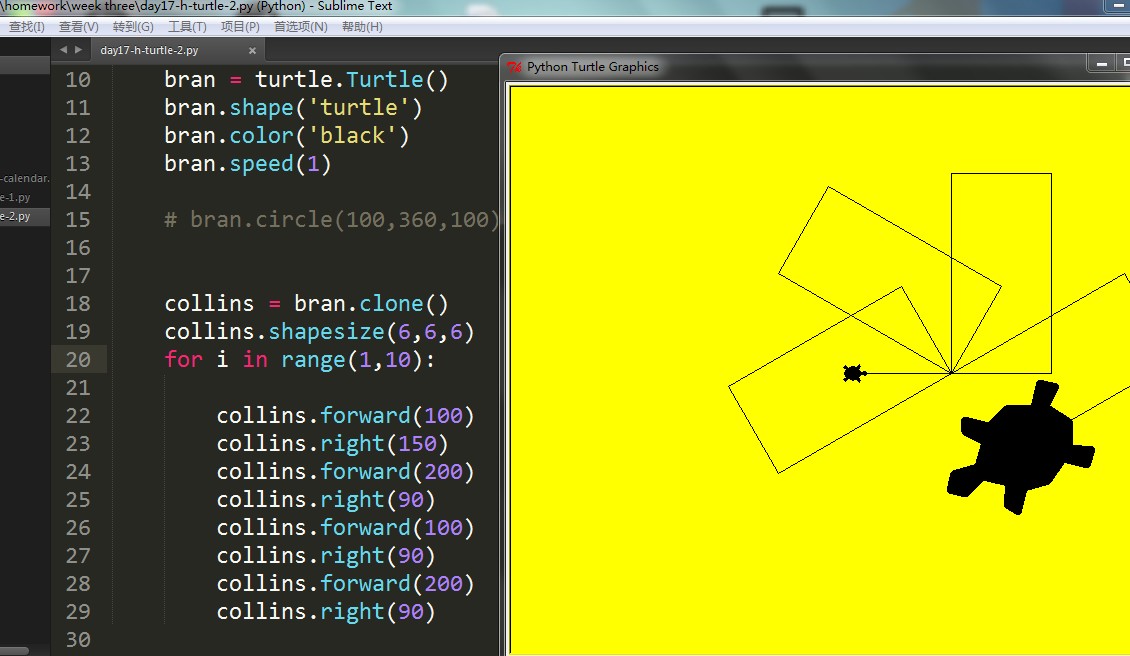 \homework\week three\day17-h-turtle-2.py (Python) - Sublime Text
查找(I) 查看(V) 转到(G) 工具(T) 项目(P) 首选项(N) 帮助(H)
day17-h-turtle-2.py ×
-calendar.
e-1.py
e-2.py
10 bran = turtle.Turtle()
11 bran.shape('turtle')
12 bran.color('black')
13 bran.speed(1)
14
15 # bran.circle(100,360,100)
16
17
18 collins = bran.clone()
19 collins.shapesize(6,6,6)
20 for i in range(1,10):
21
22 collins.forward(100)
23 collins.right(150)
24 collins.forward(200)
25 collins.right(90)
26 collins.forward(100)
27 collins.right(90)
28 collins.forward(200)
29 collins.right(90)
30
Python Turtle Graphics